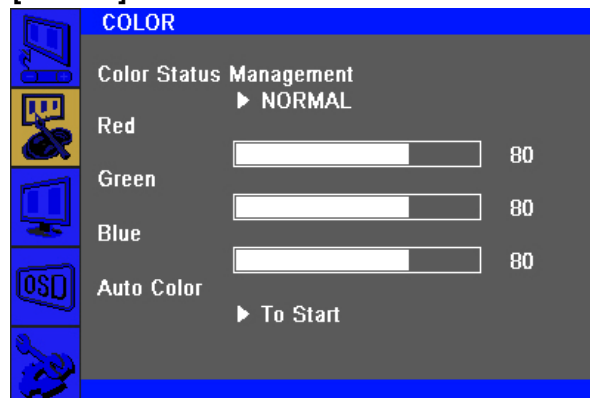 COLOR
Color Status Management
▶ NORMAL
Red
80
Green
80
Blue
80
Auto Color
▶ To Start
OSD